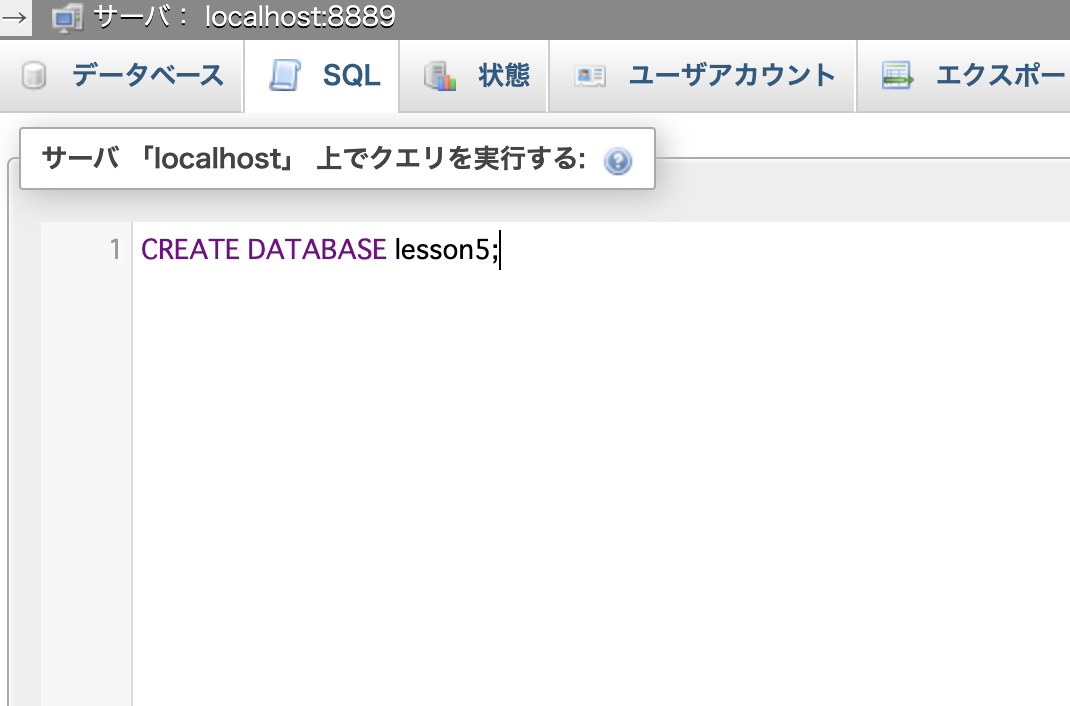 → サーバ： localhost:8889
データベース SQL 状態 ユーザアカウント エクスポー
サーバ 「localhost」 上でクエリを実行する:
1 CREATE DATABASE lesson5;